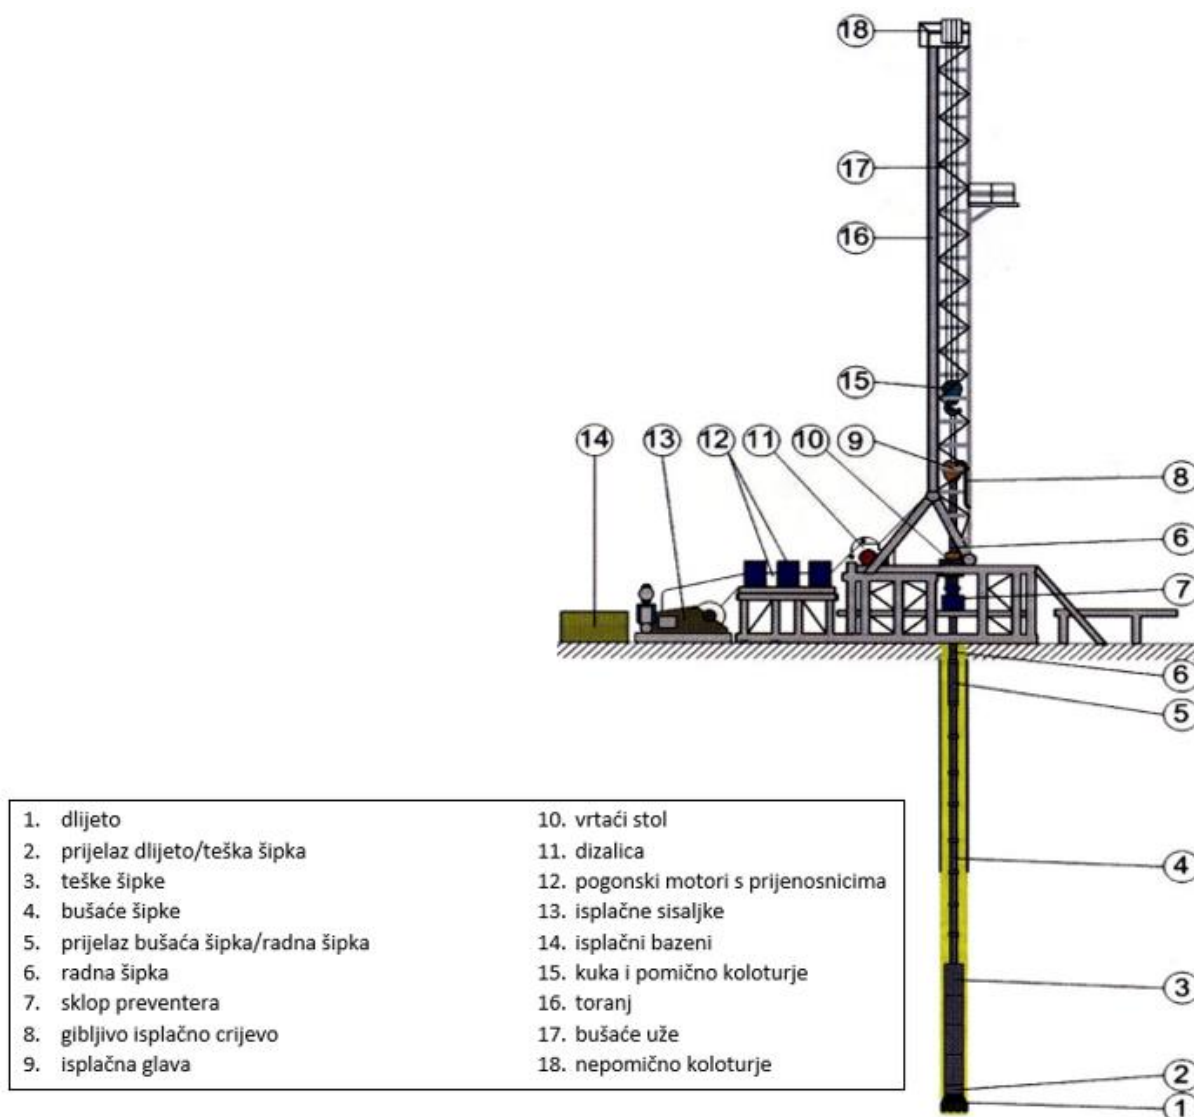 18
17
16
15
14
13
12
11
10
9
8
6
7
6
5
4
3
2
1
1. dlijeto
2. prijelaz dlijeto/teška šipka
3. teške šipke
4. bušaće šipke
5. prijelaz bušaća šipka/radna šipka
6. radna šipka
7. sklop preventera
8. gibljivo isplačno crijevo
9. isplačna glava
10. vrtaći stol
11. dizalica
12. pogonski motori s prijenosnicima
13. isplačne sisaljke
14. isplačni bazeni
15. kuka i pomično koloturje
16. toranj
17. bušaće uže
18. nepomično koloturje